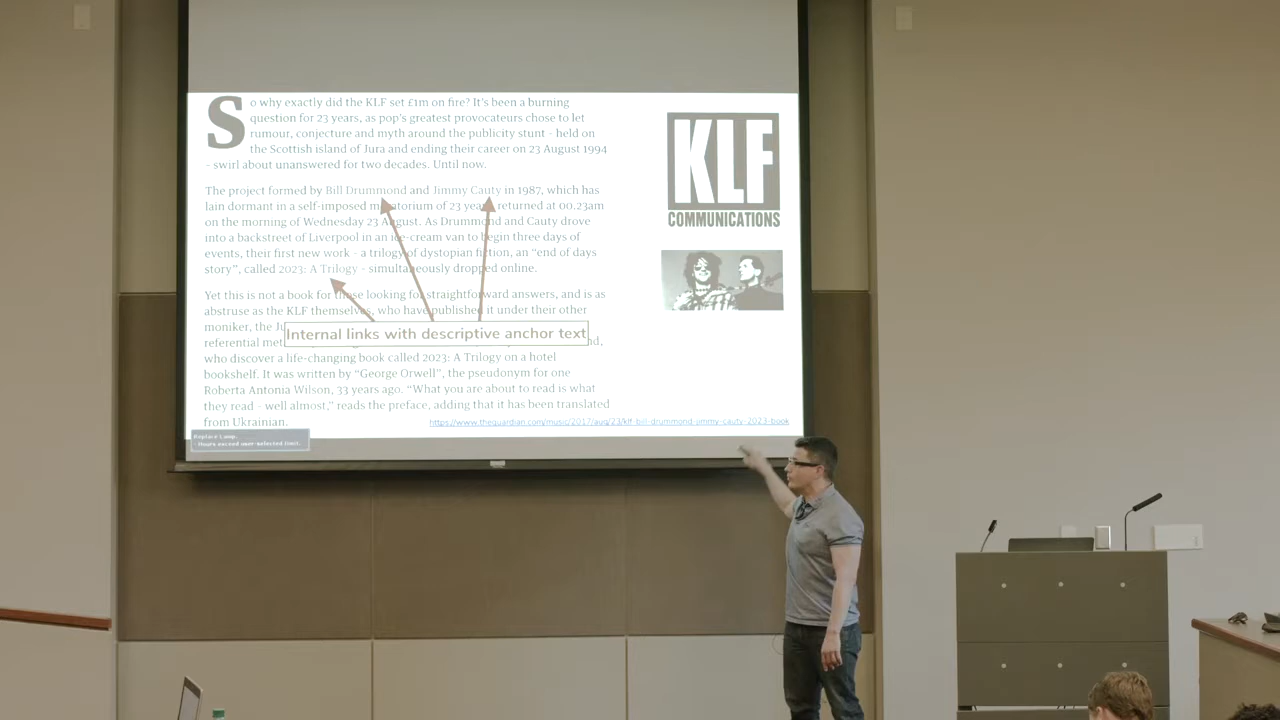 So why exactly did the KLF set £1m on fire? It's been a burning
question for 23 years, as pop's greatest provocateurs chose to let
rumour, conjecture and myth around the publicity stunt - held on
the Scottish island of Jura and ending their career on 23 August 1994
- swirl about unanswered for two decades. Until now.
The project formed by Bill Drummond and Jimmy Cauty in 1987, which has
lain dormant in a self-imposed moratorium of 23 years, returned at 00.23am
on the morning of Wednesday 23 August. As Drummond and Cauty drove
into a backstreet of Liverpool in an ice-cream van to begin three days of
events, their first new work - a trilogy of dystopian fiction, an “end of days
story”, called 2023: A Trilogy - simultaneously dropped online.
Yet this is not a book for those looking for straightforward answers, and is as
abstruse as the KLF themselves, who have published it under their other
moniker, the
Internal links with descriptive anchor text
referential
who discover a life-changing book called 2023: A Trilogy on a hotel
bookshelf. It was written by “George Orwell”, the pseudonym for one
Roberta Antonia Wilson, 33 years ago. “What you are about to read is what
they read - well almost,” reads the preface, adding that it has been translated
from Ukrainian.
https://www.theguardian.com/music/2017/aug/23/klf-bill-drummond-jimmy-cauty-2023-book
KLF
COMMUNICATIONS
Replace Lamp.
- Hours exceed user-selected limit.